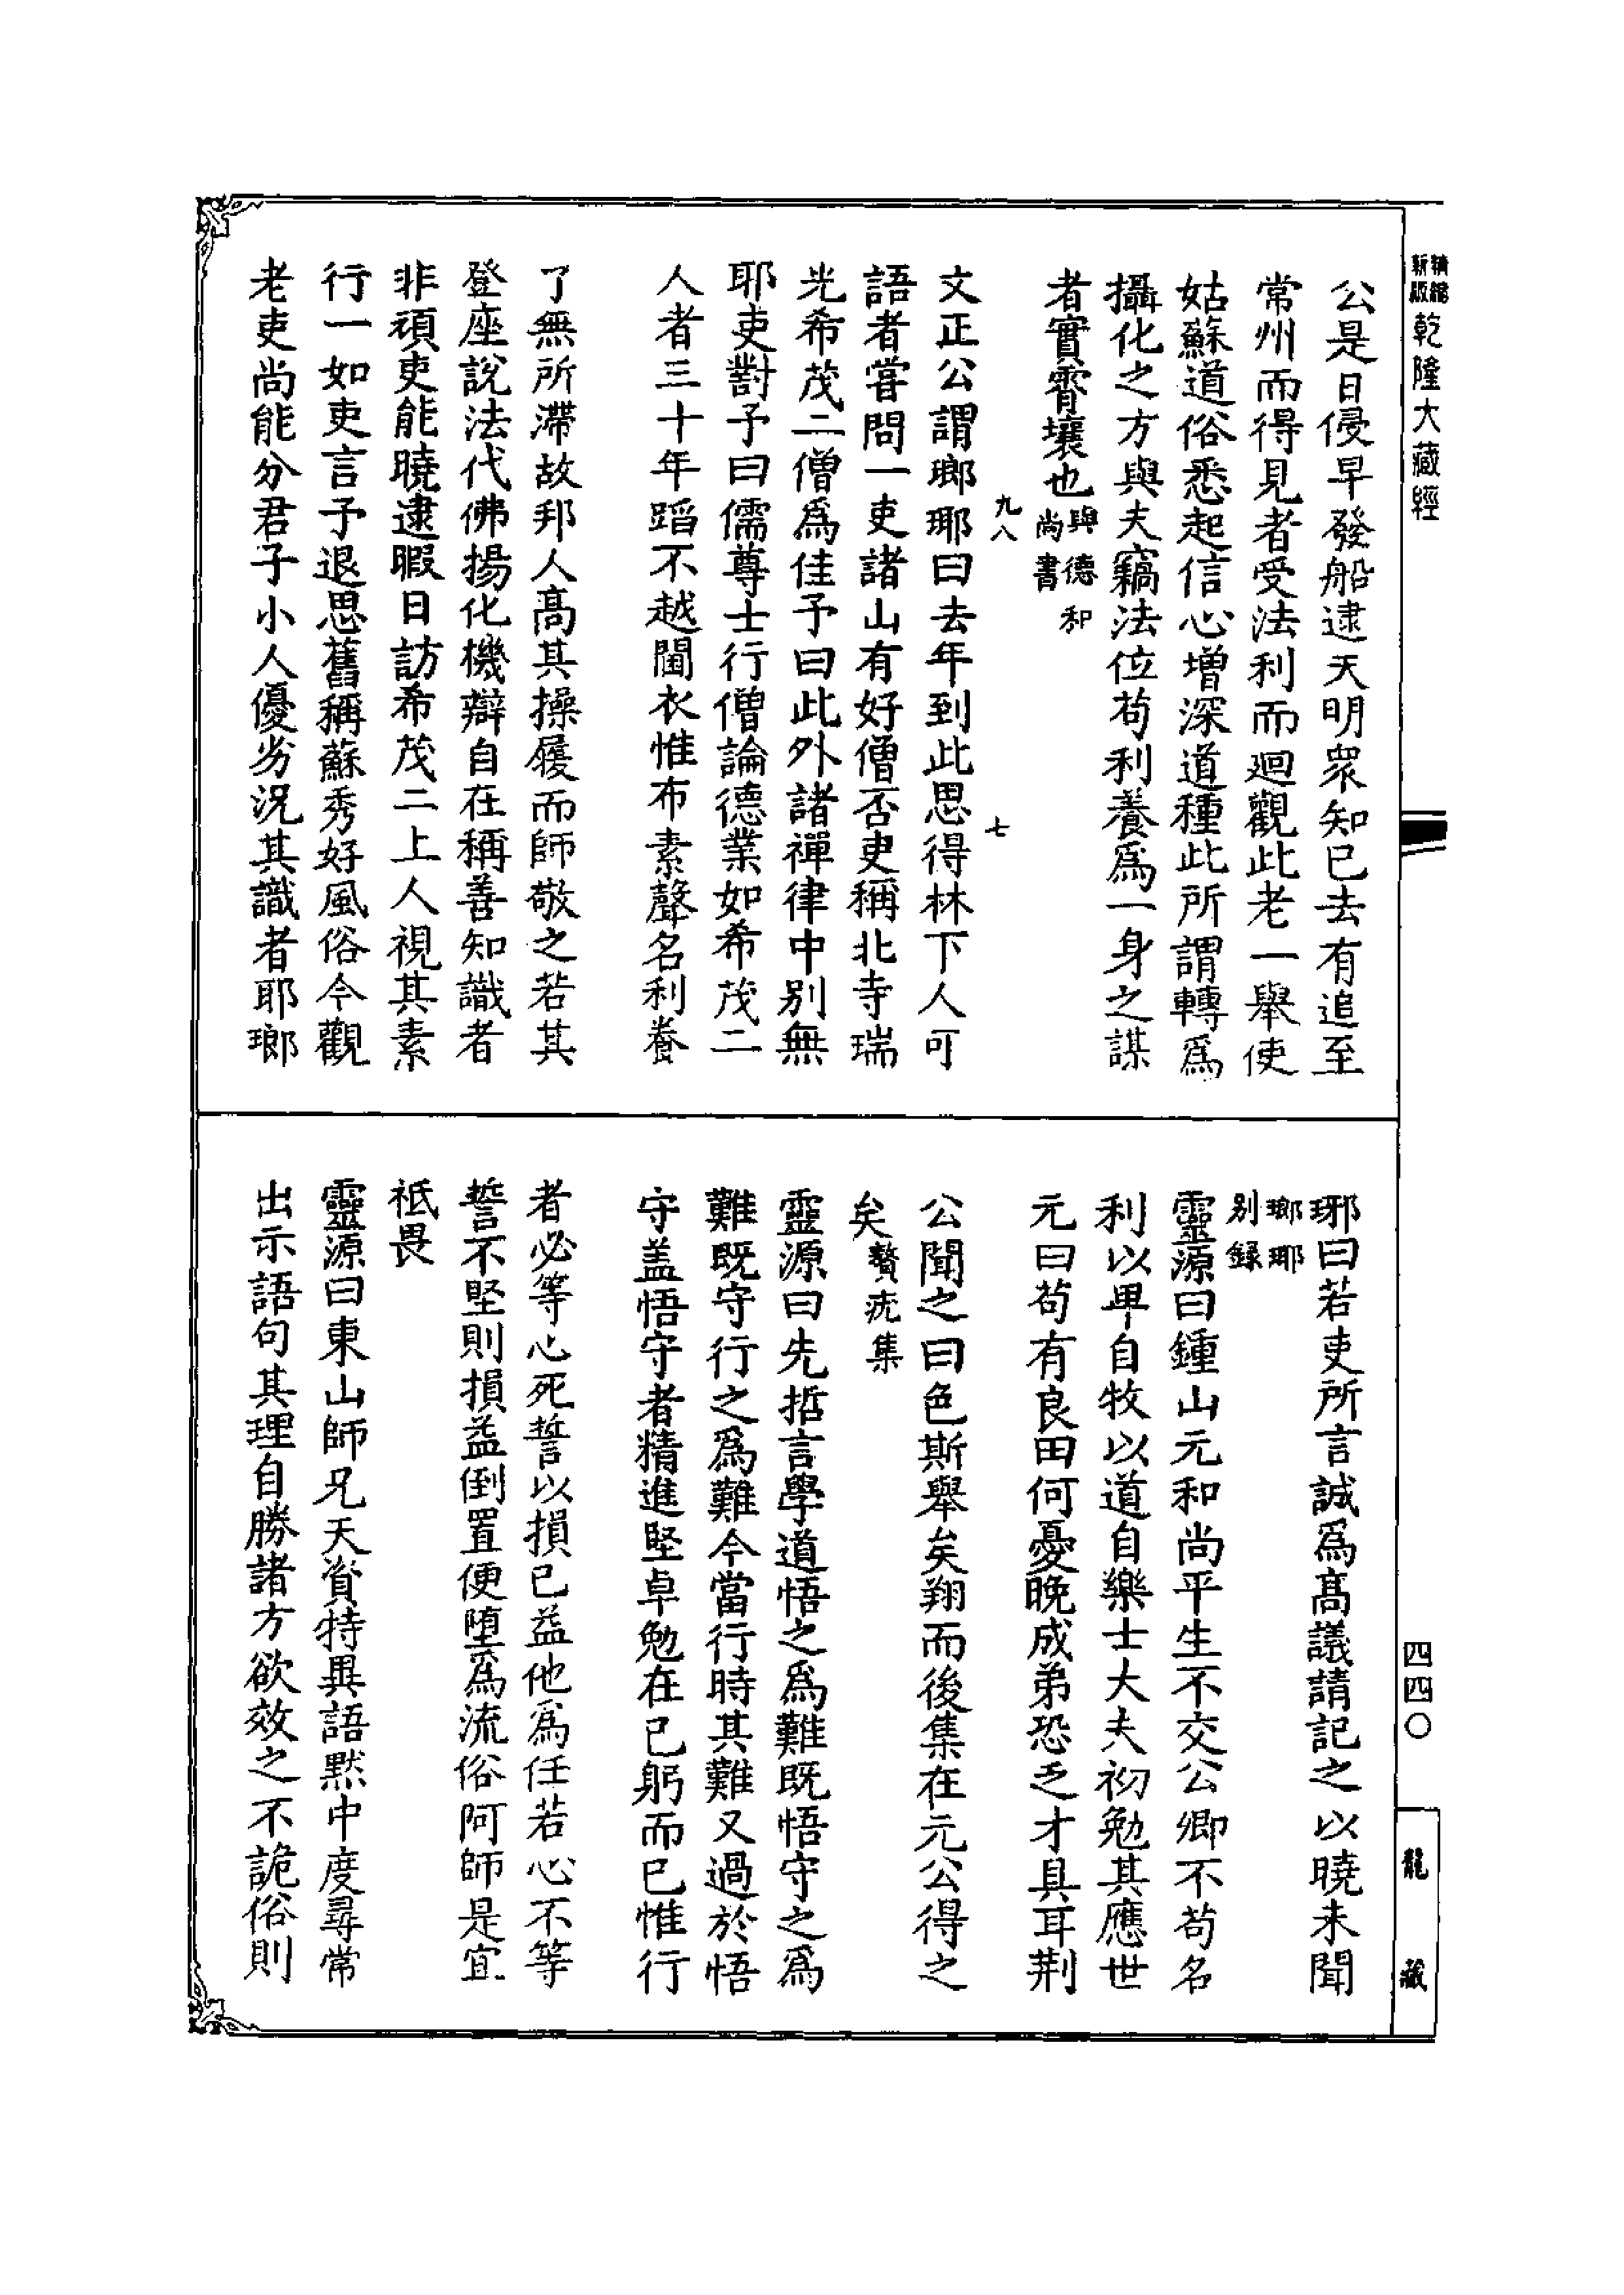 精縮新版乾隆大藏經
公是日侵早發船逮天明衆知已去有追至
常州而得見者受法利而迴觀此老一舉使
姑蘇道俗悉起信心增深道種此所謂轉爲
攝化之方與夫竊法位苟利養爲一身之謀
者實霄壤也與德和
尚書
九八
七
文正公謂瑯琊曰去年到此思得林下人可
語者嘗問一吏諸山有好僧否吏稱北寺瑞
光希茂二僧爲佳予曰此外諸禪律中别無
耶吏對予曰儒尊士行僧論德業如希茂二
人者三十年蹈不越閫衣惟布素聲名利養
了無所滯故邦人髙其操履而師敬之若其
登座説法代佛揚化機辯自在稱善知識者
非頑吏能曉逮暇日訪希茂二上人視其素
行一如吏言予退思舊稱蘇秀好風俗今觀
老吏尚能分君子小人優劣況其識者耶瑯
琊曰若吏所言誠爲髙議請記之以曉未聞
瑯琊
别録
靈源曰鍾山元和尚平生不交公卿不苟名
利以卑自牧以道自樂士大夫初勉其應世
元曰苟有良田何憂晚成弟恐乏才具耳荆
公聞之曰色斯舉矣翔而後集在元公得之
矣贅疣集
靈源曰先哲言學道悟之爲難既悟守之爲
難既守行之爲難今當行時其難又過於悟
守盖悟守者精進堅卓勉在已躬而已惟行
者必等心死誓以損已益他爲任若心不等
誓不堅則損益倒置便墮爲流俗阿師是宜
祗畏
靈源曰東山師兄天資特異語黙中度尋常
出示語句其理自勝諸方欲效之不詭俗則
四四〇
龍藏